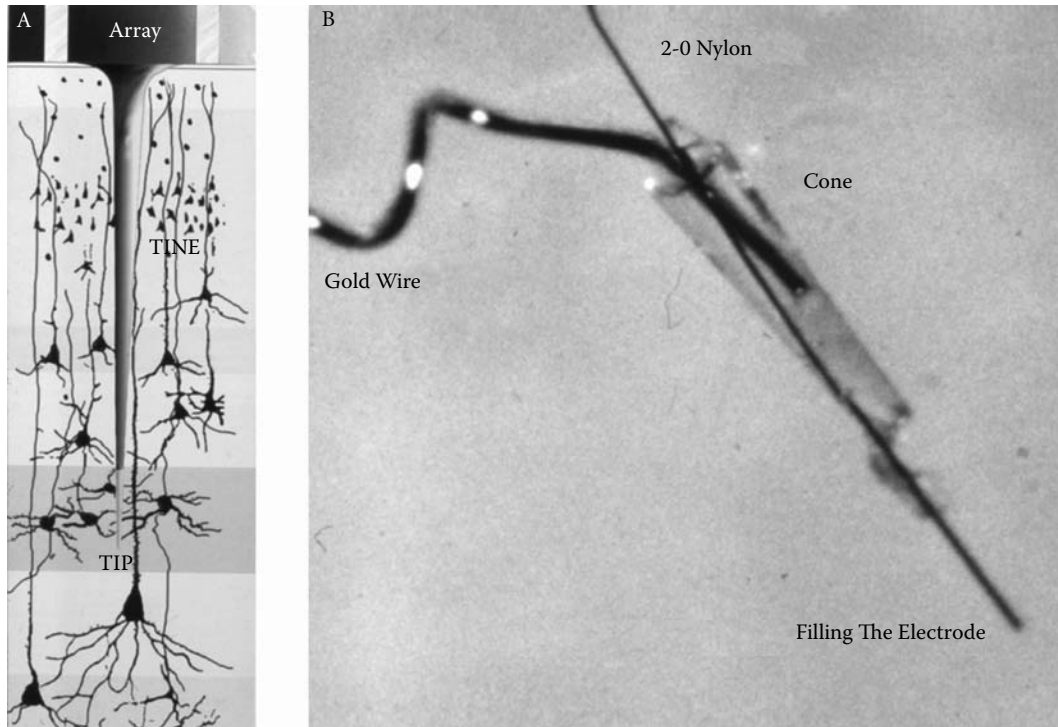 A
Array
TINE
TIP
B
2-0 Nylon
Cone
Gold Wire
Filling The Electrode